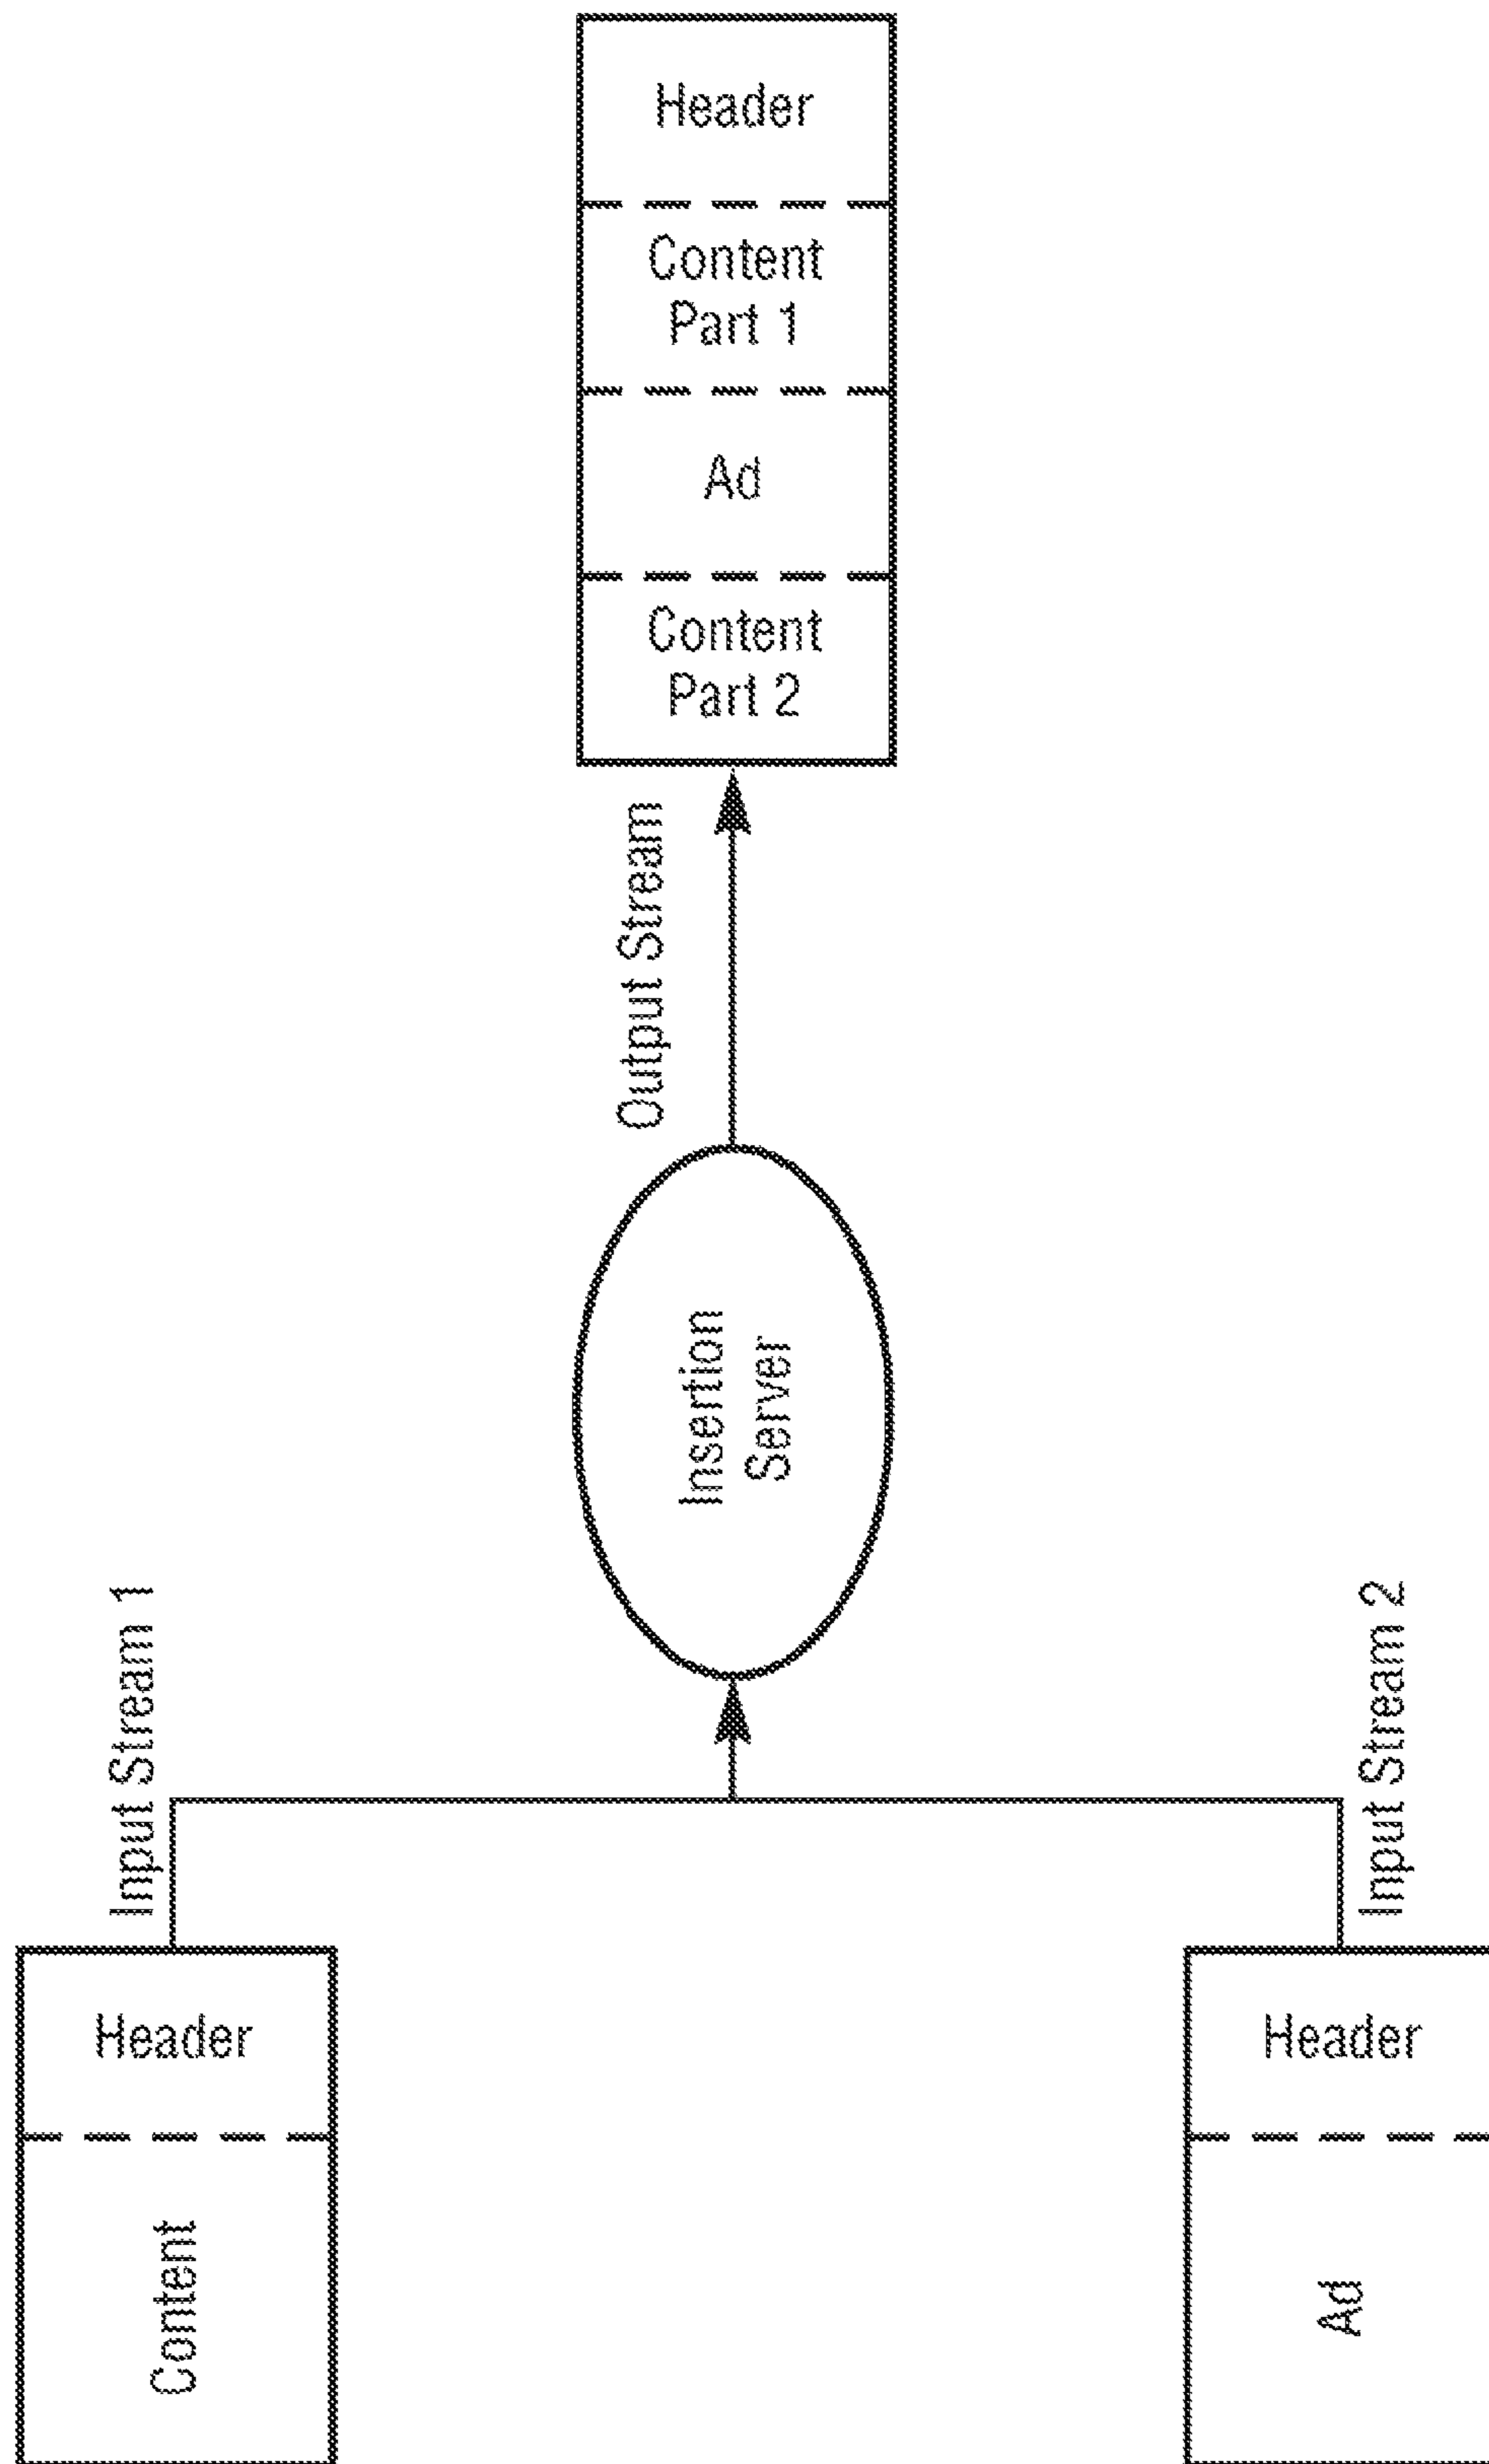 Header
Content
Part 1
Ad
Content
Part 2
Output Stream
Insertion
Server
Input Stream 1
Input Stream 2
Header
Content
Header
Ad